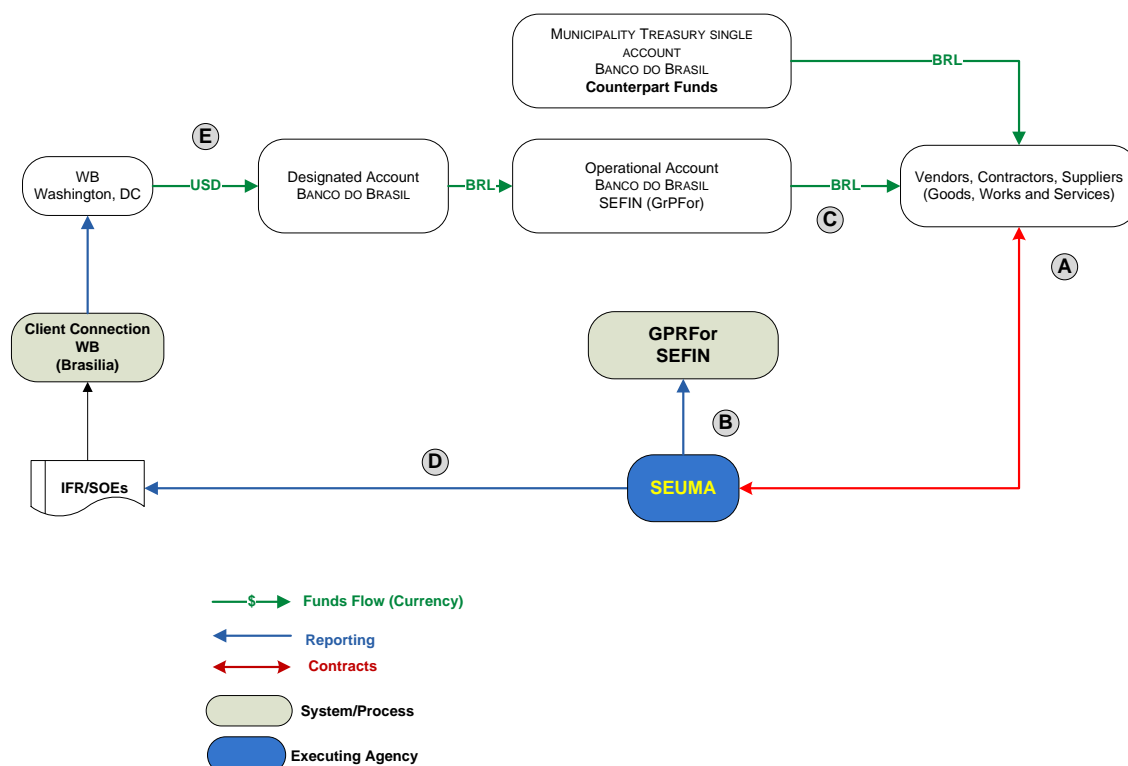 MUNICIPALITY TREASURY SINGLE
ACCOUNT
BANCO DO BRASIL
Counterpart Funds
BRL
E
WB
Washington, DC
USD
Designated Account
BANCO DO BRASIL
BRL
Operational Account
BANCO DO BRASIL
SEFIN (GrPFor)
BRL
Vendors, Contractors, Suppliers
(Goods, Works and Services)
C
A
Client Connection
WB
(Brasilia)
GPRFor
SEFIN
B
D
IFR/SOEs
SEUMA
$
Funds Flow (Currency)
Reporting
Contracts
System/Process
Executing Agency